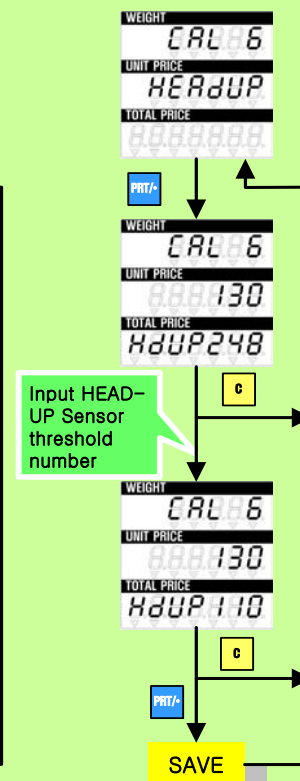 WEIGHT
CAL 6
UNIT PRICE
HEAdUP
TOTAL PRICE
PRT/•
WEIGHT
CAL 6
UNIT PRICE
130
TOTAL PRICE
HdUP248
Input HEAD-
UP Sensor
threshold
number
C
WEIGHT
CAL 6
UNIT PRICE
130
TOTAL PRICE
HdUP110
C
PRT/•
SAVE